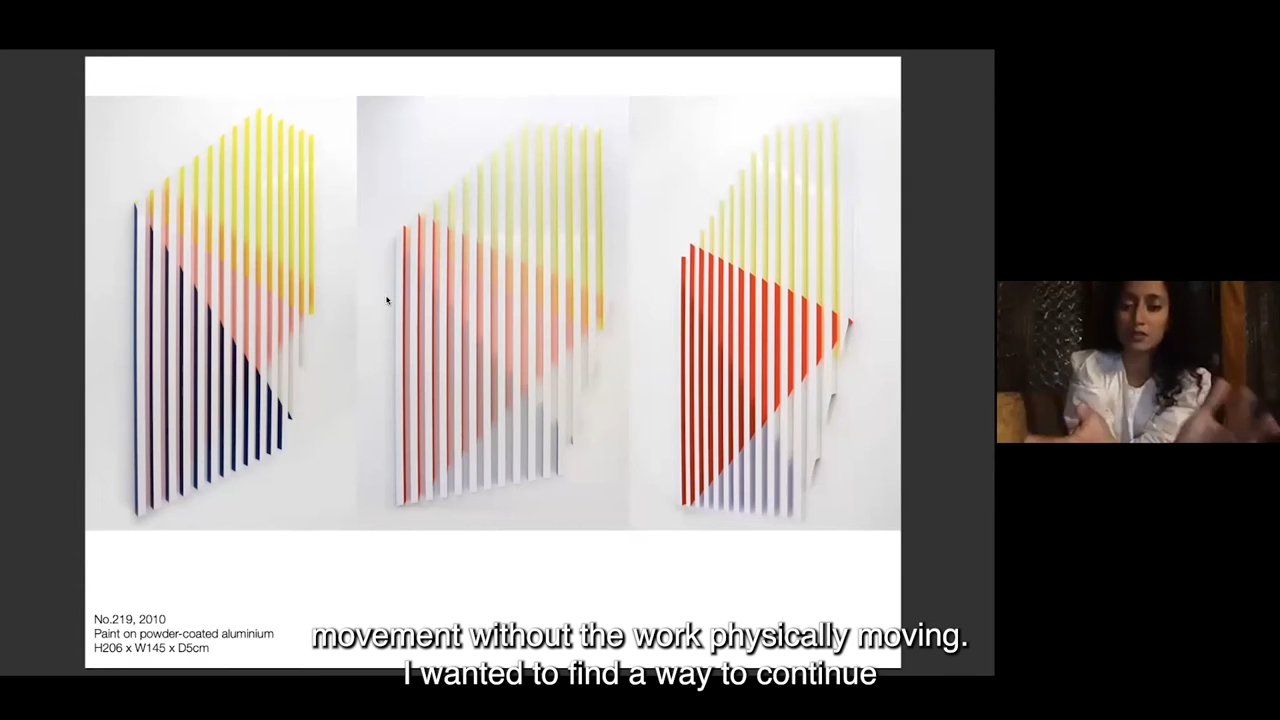 No.219, 2010
Paint on powder-coated aluminium
H206 x W145 x D5cm
movement without the work physically moving.
I wanted to find a way to continue